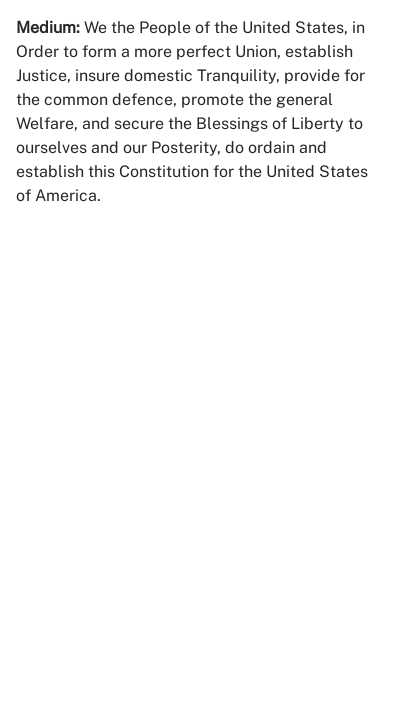 Medium: We the People of the United States, in
Order to form a more perfect Union, establish
Justice, insure domestic Tranquility, provide for
the common defence, promote the general
Welfare, and secure the Blessings of Liberty to
ourselves and our Posterity, do ordain and
establish this Constitution for the United States
of America.